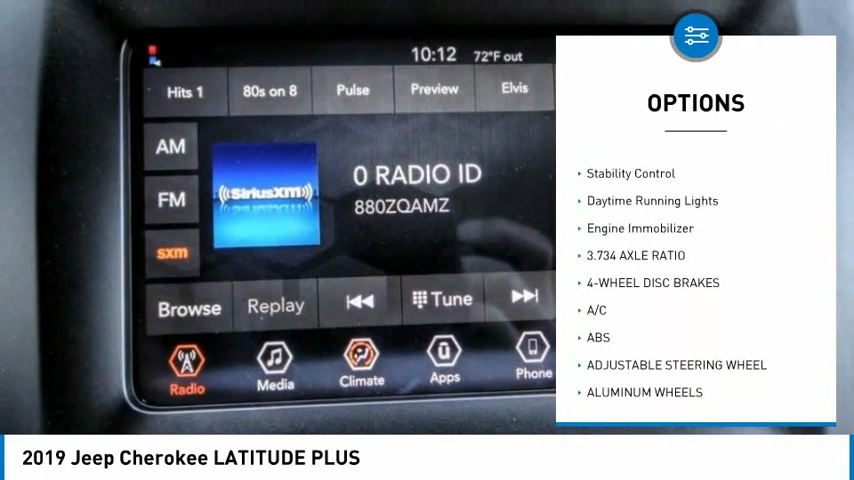 10:12 72°F out
Hits 1 80s on 8 Pulse Preview Elvis
AM
FM
sxm
((SiriusXM))
0 RADIO ID
880ZQAMZ
Browse Replay Tune
Radio Media Climate Apps Phone
OPTIONS
Stability Control
Daytime Running Lights
Engine Immobilizer
3.734 AXLE RATIO
4-WHEEL DISC BRAKES
A/C
ABS
ADJUSTABLE STEERING WHEEL
ALUMINUM WHEELS
2019 Jeep Cherokee LATITUDE PLUS